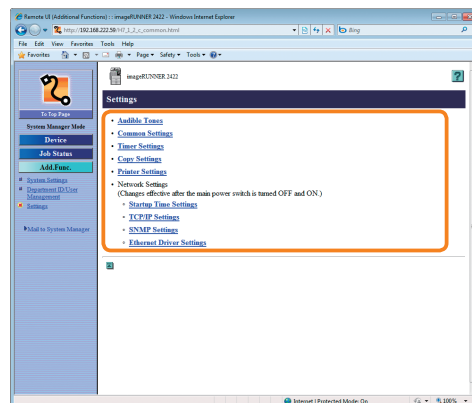 Remote UI (Additional Functions) : : imageRUNNER 2422 - Windows Internet Explorer
http://192.168.222.59/H7_1_2_c_common.html
Bing
File Edit View Favorites Tools Help
Favorites
Page Safety Tools
imageRUNNER 2422
Settings
To Top Page
System Manager Mode
Device
Job Status
Add.Func.
System Settings
Department ID/User
Management
Settings
Mail to System Manager
• Audible Tones
• Common Settings
• Timer Settings
• Copy Settings
• Printer Settings
• Network Settings
(Changes effective after the main power switch is turned OFF and ON.)
Startup Time Settings
TCP/IP Settings
SNMP Settings
Ethernet Driver Settings
Internet | Protected Mode: On
100%